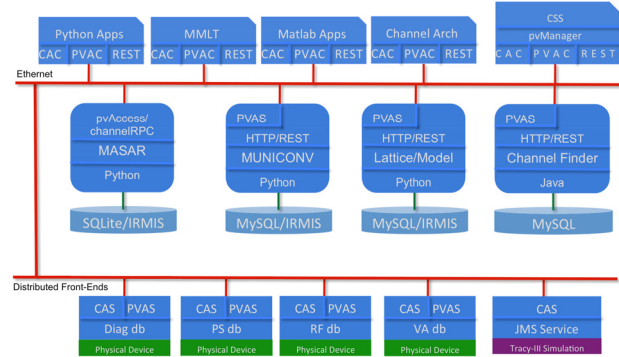 Python Apps
CAC PVAC REST
MMLT
CAC PVAC REST
Matlab Apps
CAC PVAC REST
Channel Arch
CAC PVAC REST
CSS
pvManager
CAC PVAC REST
Ethernet
pvAccess/
channelRPC
MASAR
Python
SQLite/IRMIS
PVAS
HTTP/REST
MUNICONV
Python
MySQL/IRMIS
PVAS
HTTP/REST
Lattice/Model
Python
MySQL/IRMIS
PVAS
HTTP/REST
Channel Finder
Java
MySQL
Distributed Front-Ends
CAS PVAS
Diag db
Physical Device
CAS PVAS
PS db
Physical Device
CAS PVAS
RF db
Physical Device
CAS PVAS
VA db
Physical Device
CAS
JMS Service
Tracy-III Simulation